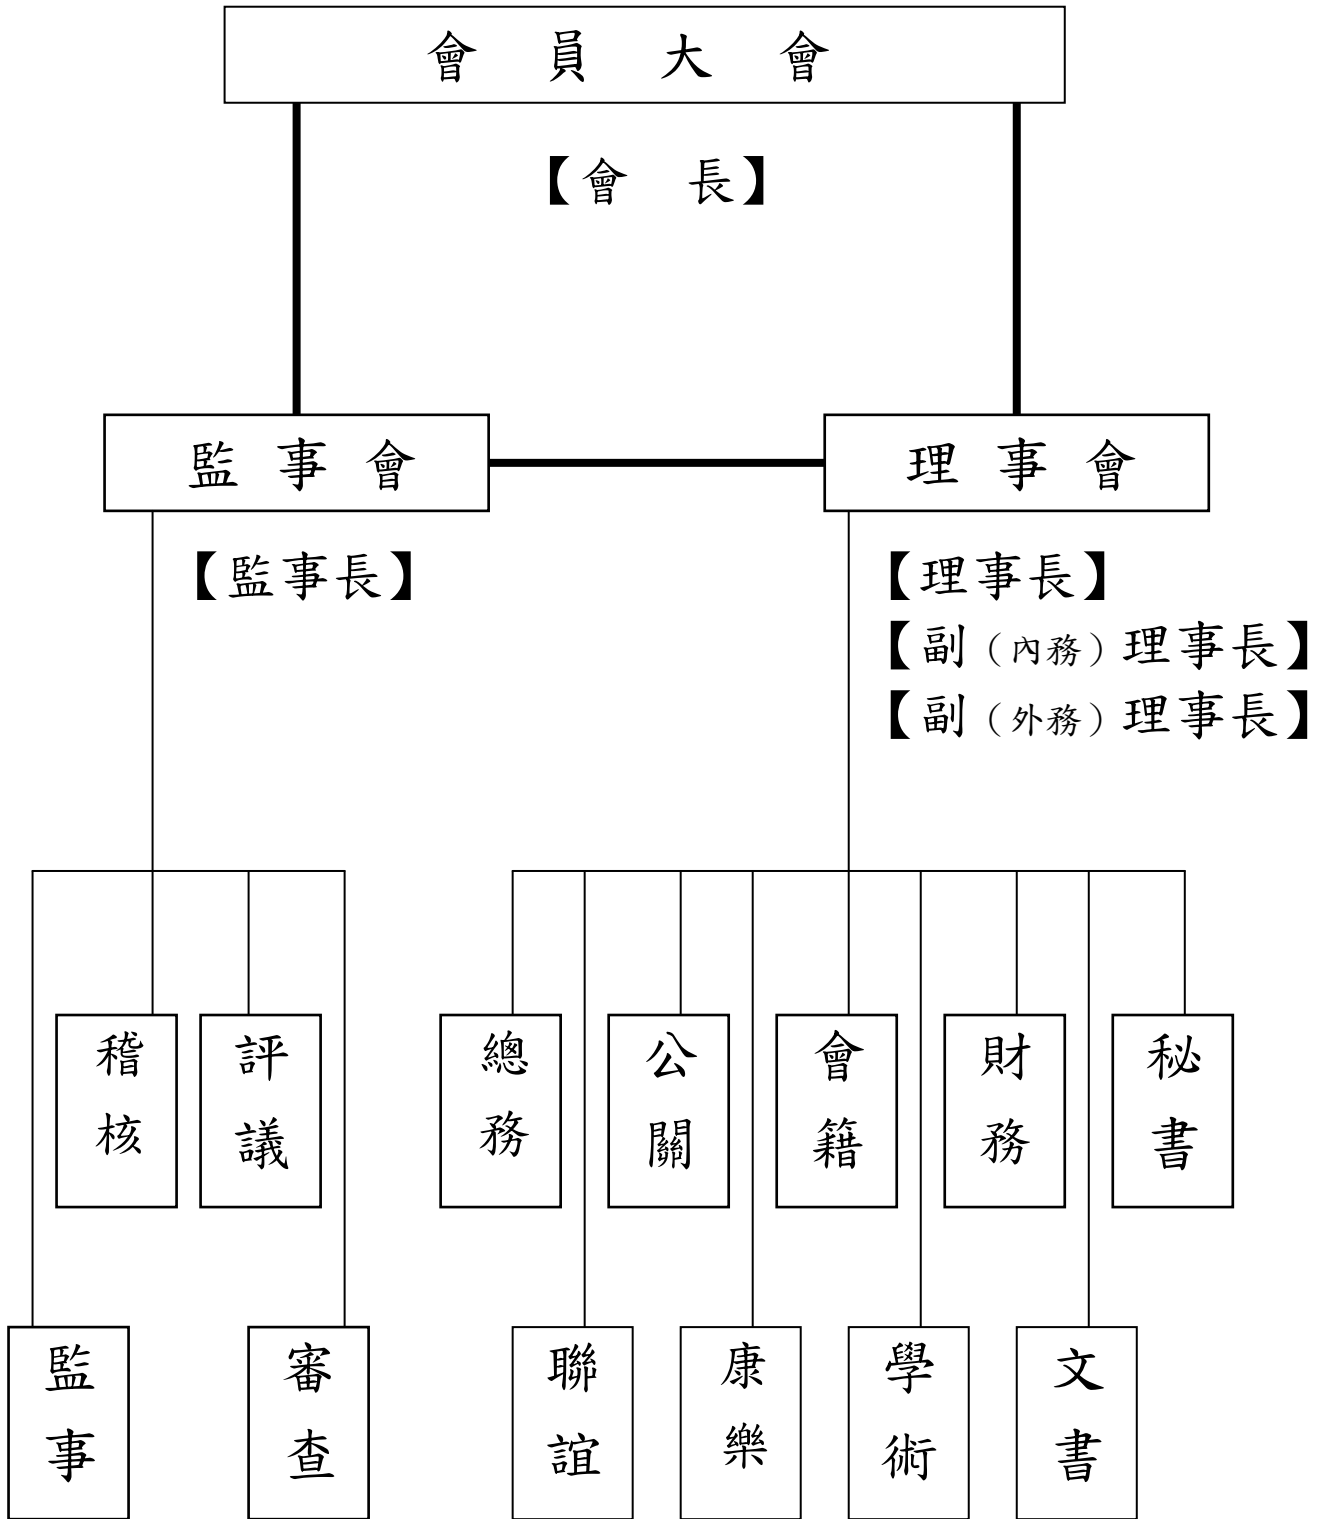 會員大會
【會　長】
監事會
理事會
【監事長】
【理事長】
【副（內務）理事長】
【副（外務）理事長】
稽核
評議
總務
公關
會籍
財務
秘書
監事
審查
聯誼
康樂
學術
文書